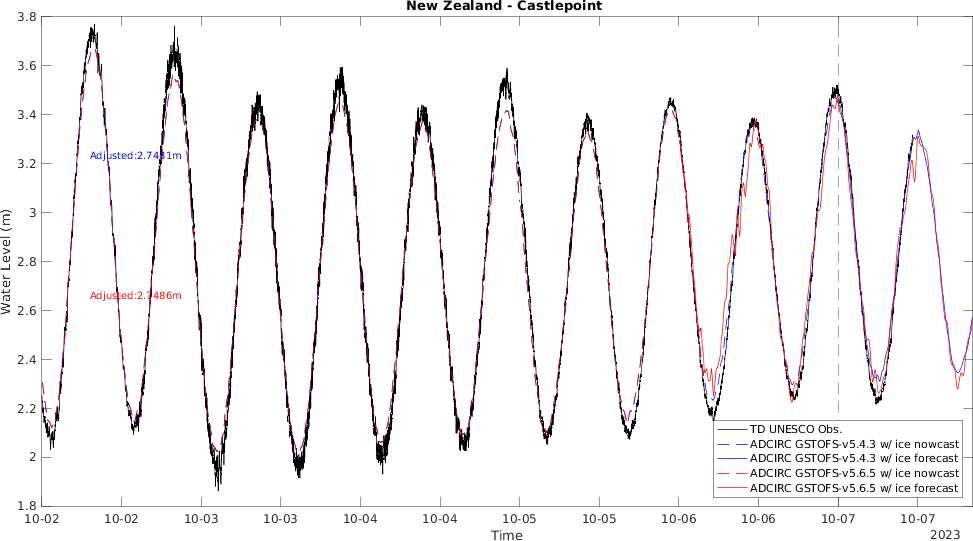 New Zealand - Castlepoint
3.8
3.6
3.4
3.2
3
2.8
2.6
2.4
2.2
2
1.8
Water Level (m)
Adjusted:2.7431m
Adjusted:2.7486m
TD UNESCO Obs.
ADCIRC GSTOFS-v5.4.3 w/ ice nowcast
ADCIRC GSTOFS-v5.4.3 w/ ice forecast
ADCIRC GSTOFS-v5.6.5 w/ ice nowcast
ADCIRC GSTOFS-v5.6.5 w/ ice forecast
10-02 10-02 10-03 10-03 10-04 10-04 10-05 10-05 10-06 10-06 10-07 10-07
Time
2023